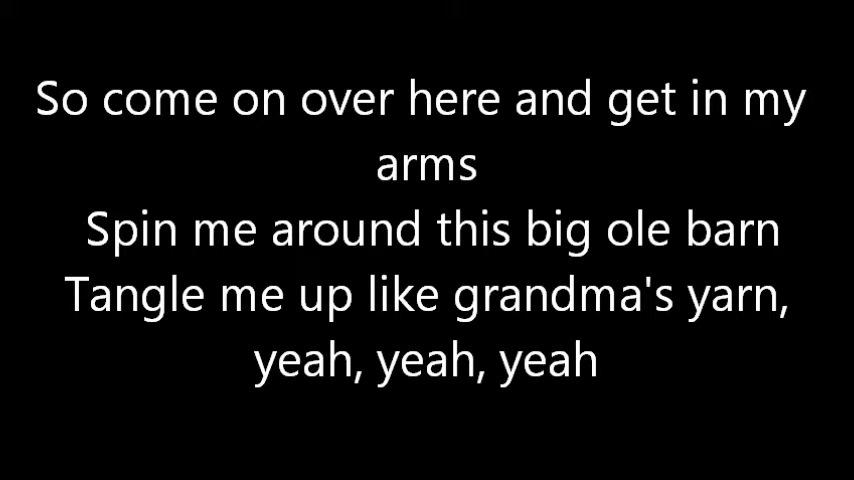 So come on over here and get in my
arms
Spin me around this big ole barn
Tangle me up like grandma's yarn,
yeah, yeah, yeah